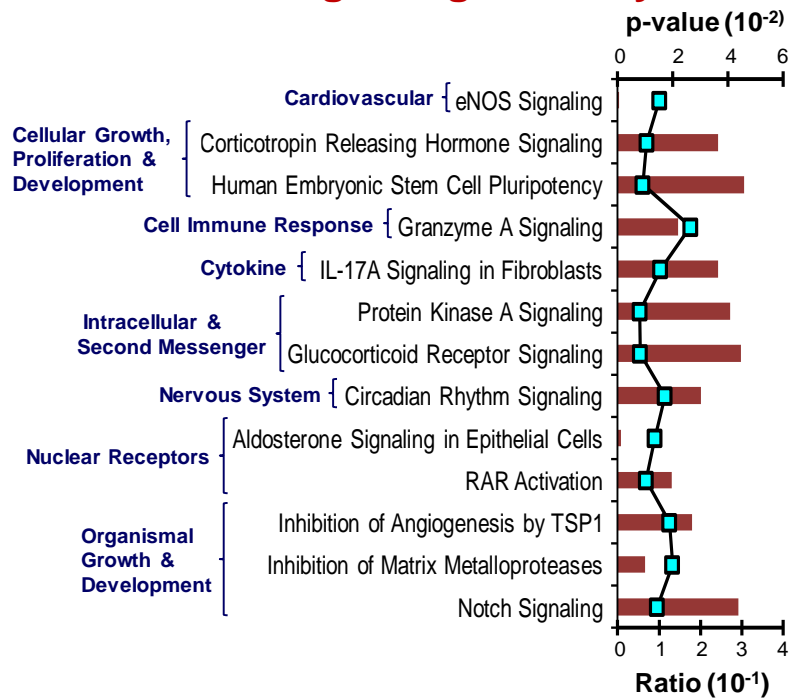 p-value (10-2)
0 2 4 6
Cardiovascular eNOS Signaling
Cellular Growth,
Proliferation &
Development
Corticotropin Releasing Hormone Signaling
Human Embryonic Stem Cell Pluripotency
Cell Immune Response Granzyme A Signaling
Cytokine IL-17A Signaling in Fibroblasts
Intracellular &
Second Messenger
Protein Kinase A Signaling
Glucocorticoid Receptor Signaling
Nervous System Circadian Rhythm Signaling
Nuclear Receptors
Aldosterone Signaling in Epithelial Cells
RAR Activation
Organismal
Growth &
Development
Inhibition of Angiogenesis by TSP1
Inhibition of Matrix Metalloproteases
Notch Signaling
0 1 2 3 4
Ratio (10-1)